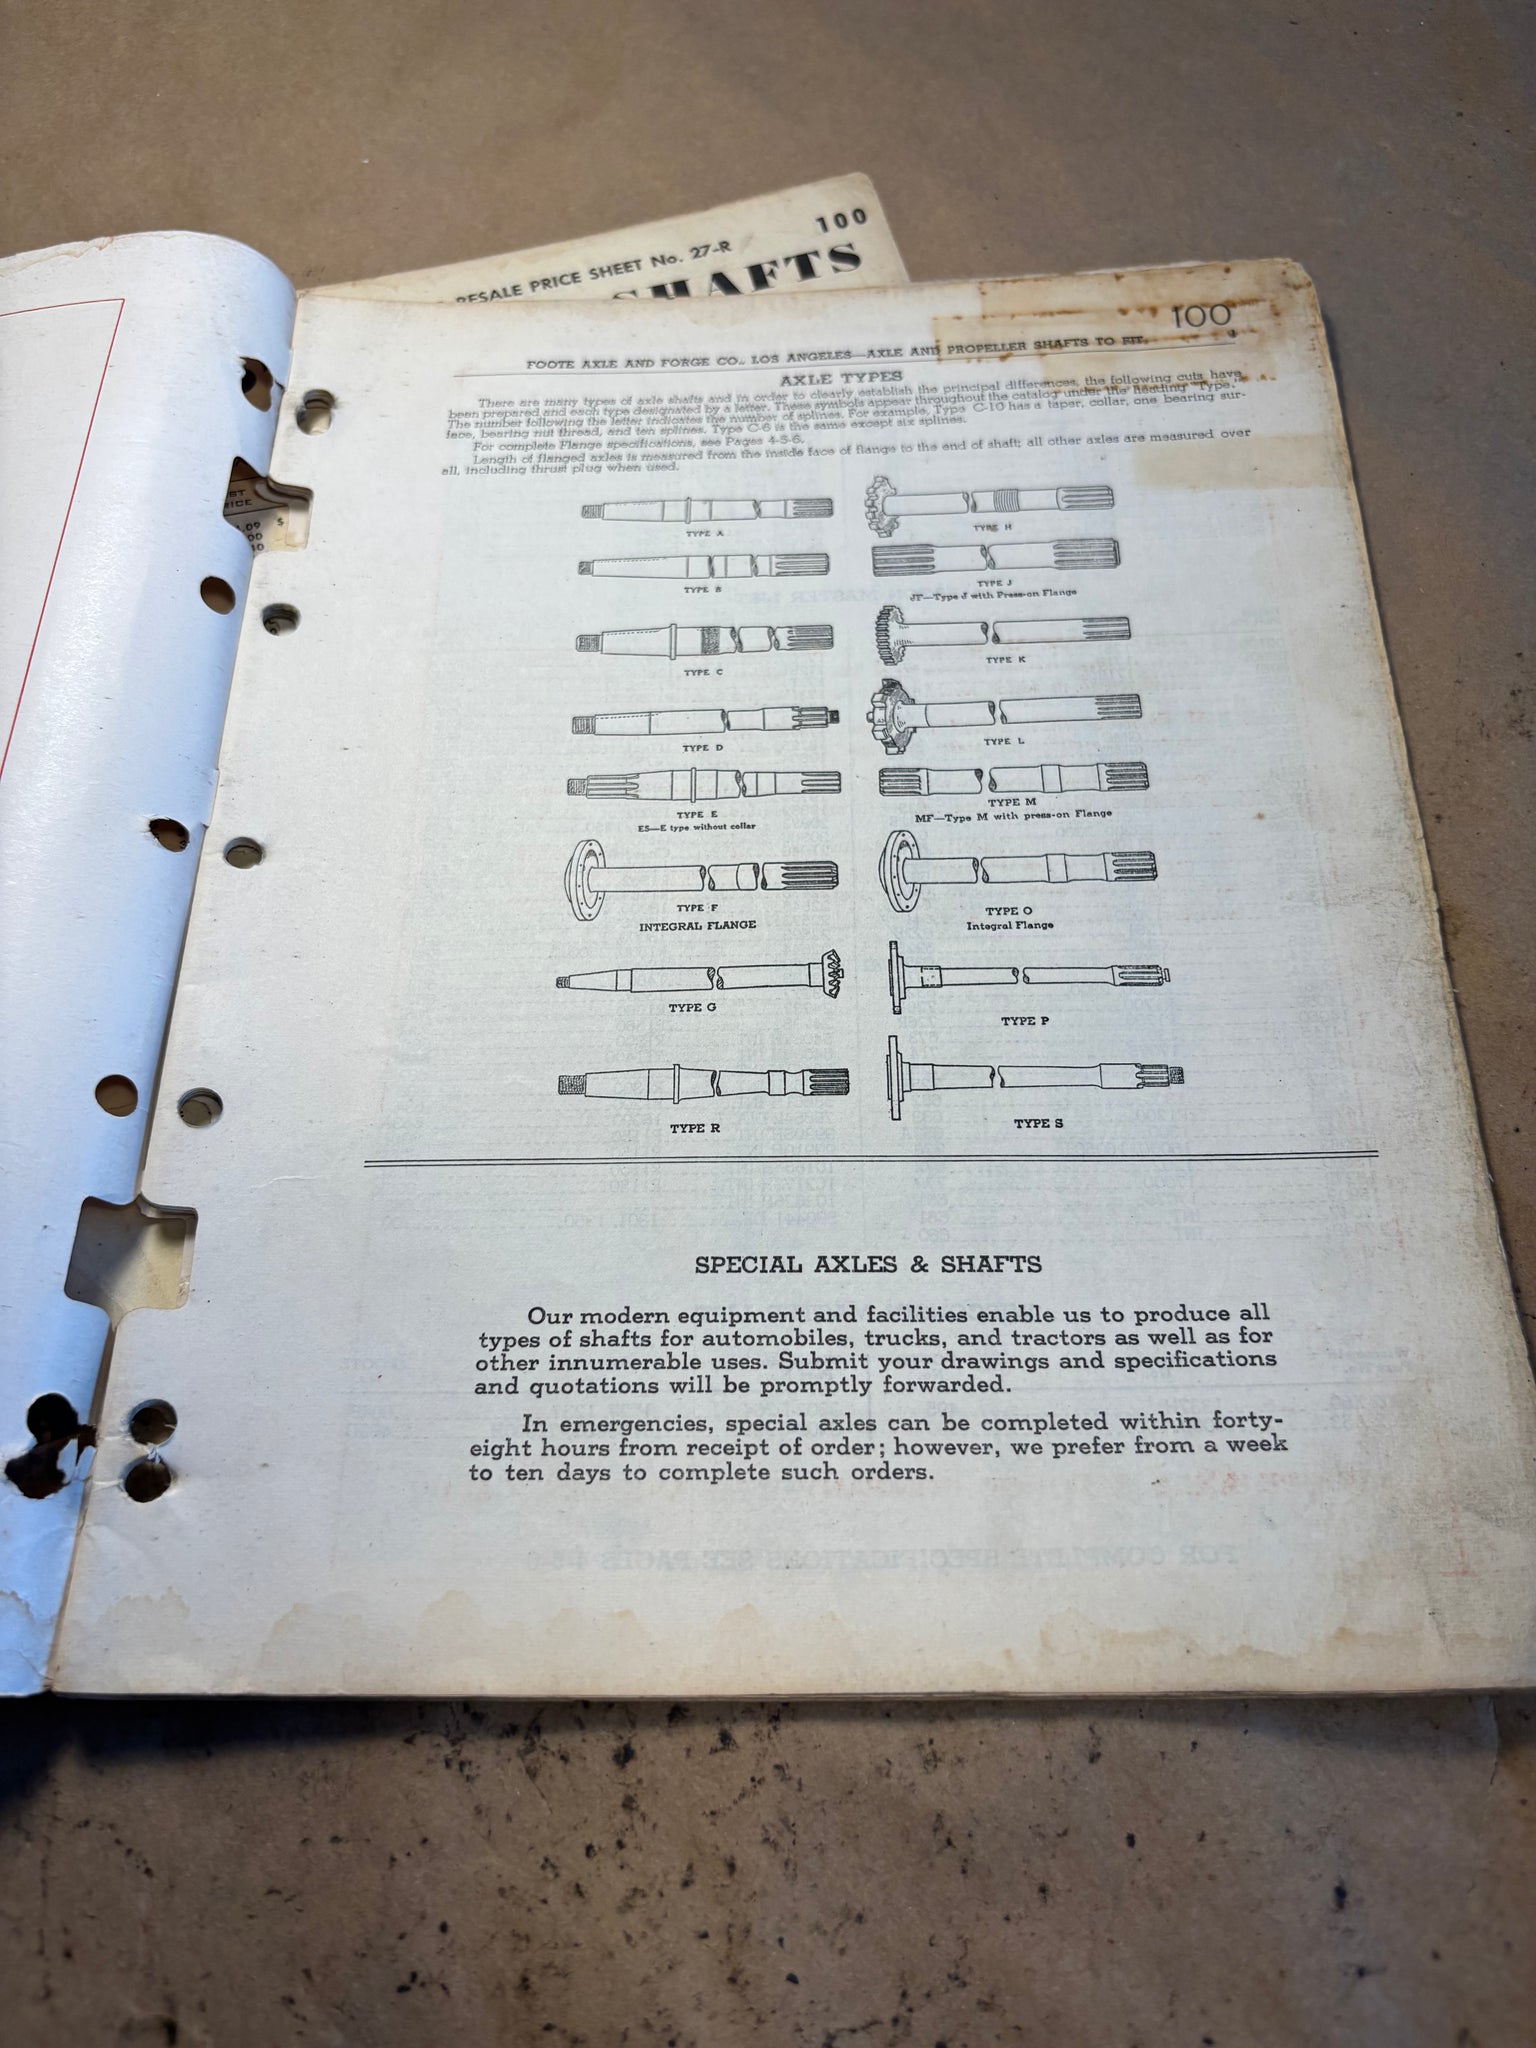 RESALE PRICE SHEET No. 27-R
100
SHAFTS
100
FOOTE AXLE AND FORGE CO., LOS ANGELES—AXLE AND PROPELLER SHAFTS TO FIT
AXLE TYPES
There are many types of axle shafts and in order to clearly establish the principal differences, the following cuts have
been prepared and each type designated by a letter. These symbols appear throughout the catalog under the heading "Type."
The number following the letter indicates the number of splines. For example, Type C-10 has a taper, collar, one bearing sur-
face, bearing nut thread, and ten splines. Type C-6 is the same except six splines.
For complete Flange specifications, see Pages 4-5-6.
Length of flanged axles is measured from the inside face of flange to the end of shaft; all other axles are measured over
all, including thrust plug when used.
TYPE A
TYPE H
TYPE B
TYPE J
JF—Type J with Press-on Flange
TYPE C
TYPE K
TYPE D
TYPE L
TYPE E
ES—E type without collar
TYPE M
MF—Type M with press-on Flange
TYPE F
INTEGRAL FLANGE
TYPE O
Integral Flange
TYPE G
TYPE P
TYPE R
TYPE S
SPECIAL AXLES & SHAFTS
Our modern equipment and facilities enable us to produce all
types of shafts for automobiles, trucks, and tractors as well as for
other innumerable uses. Submit your drawings and specifications
and quotations will be promptly forwarded.
In emergencies, special axles can be completed within forty-
eight hours from receipt of order; however, we prefer from a week
to ten days to complete such orders.